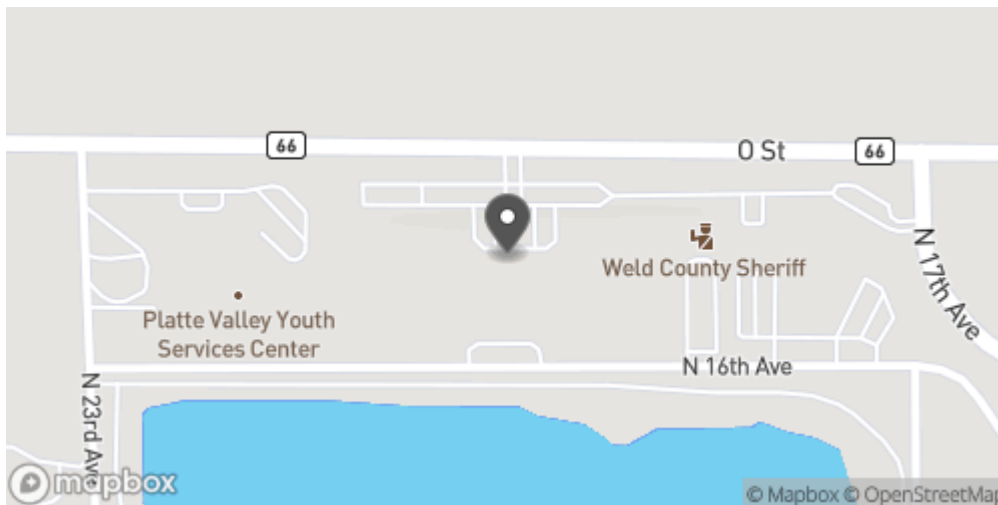 66
O St
66
Weld County Sheriff
N 17th Ave
Platte Valley Youth
Services Center
N 16th Ave
N 23rd Ave
mapbox
© Mapbox © OpenStreetMap